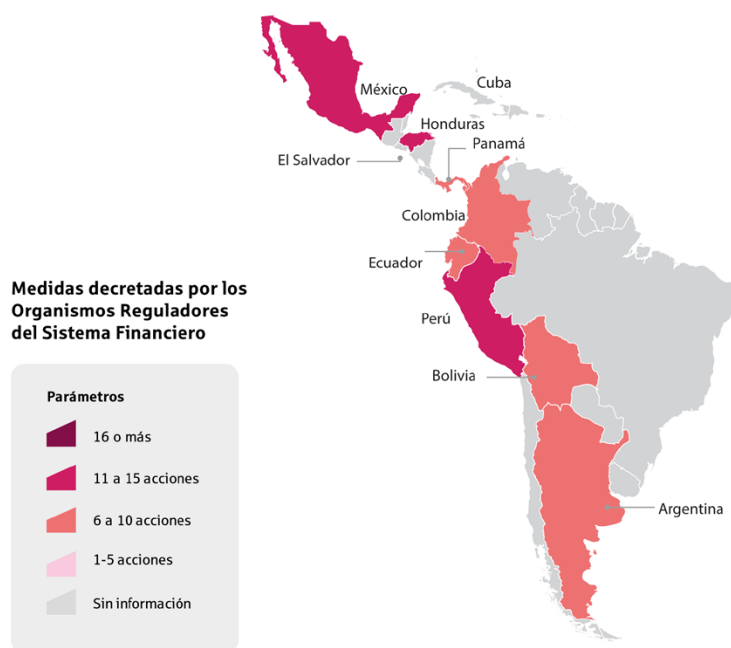 México
Cuba
Honduras
Panamá
El Salvador
Colombia
Ecuador
Perú
Bolivia
Argentina
Medidas decretadas por los
Organismos Reguladores
del Sistema Financiero
Parámetros
16 o más
11 a 15 acciones
6 a 10 acciones
1-5 acciones
Sin información